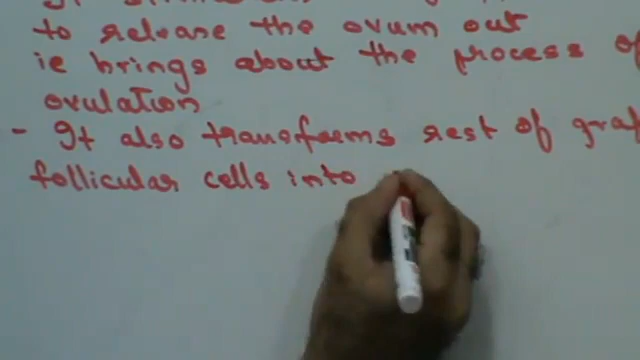 to release the ovum out
ie brings about the process of
ovulation
- It also transforms rest of graf
follicular cells into